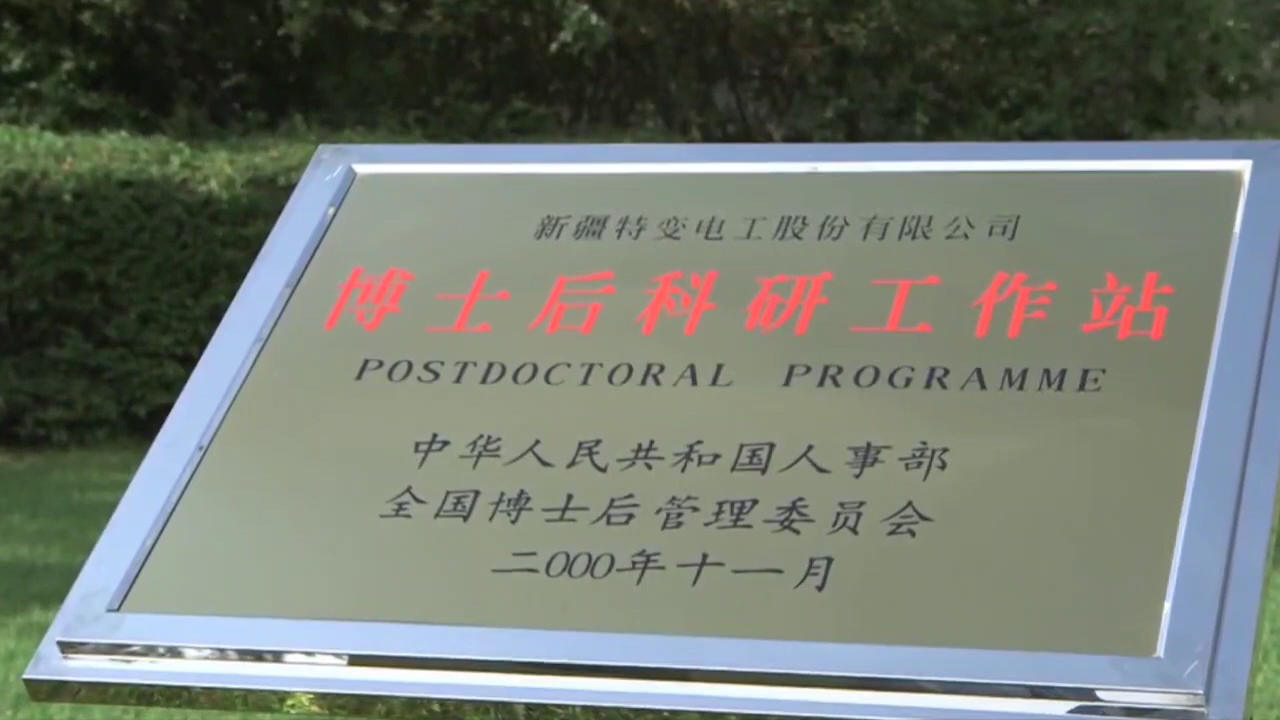 新疆特变电工股份有限公司
博士后科研工作站
POSTDOCTORAL PROGRAMME
中华人民共和国人事部
全国博士后管理委员会
二000年十一月